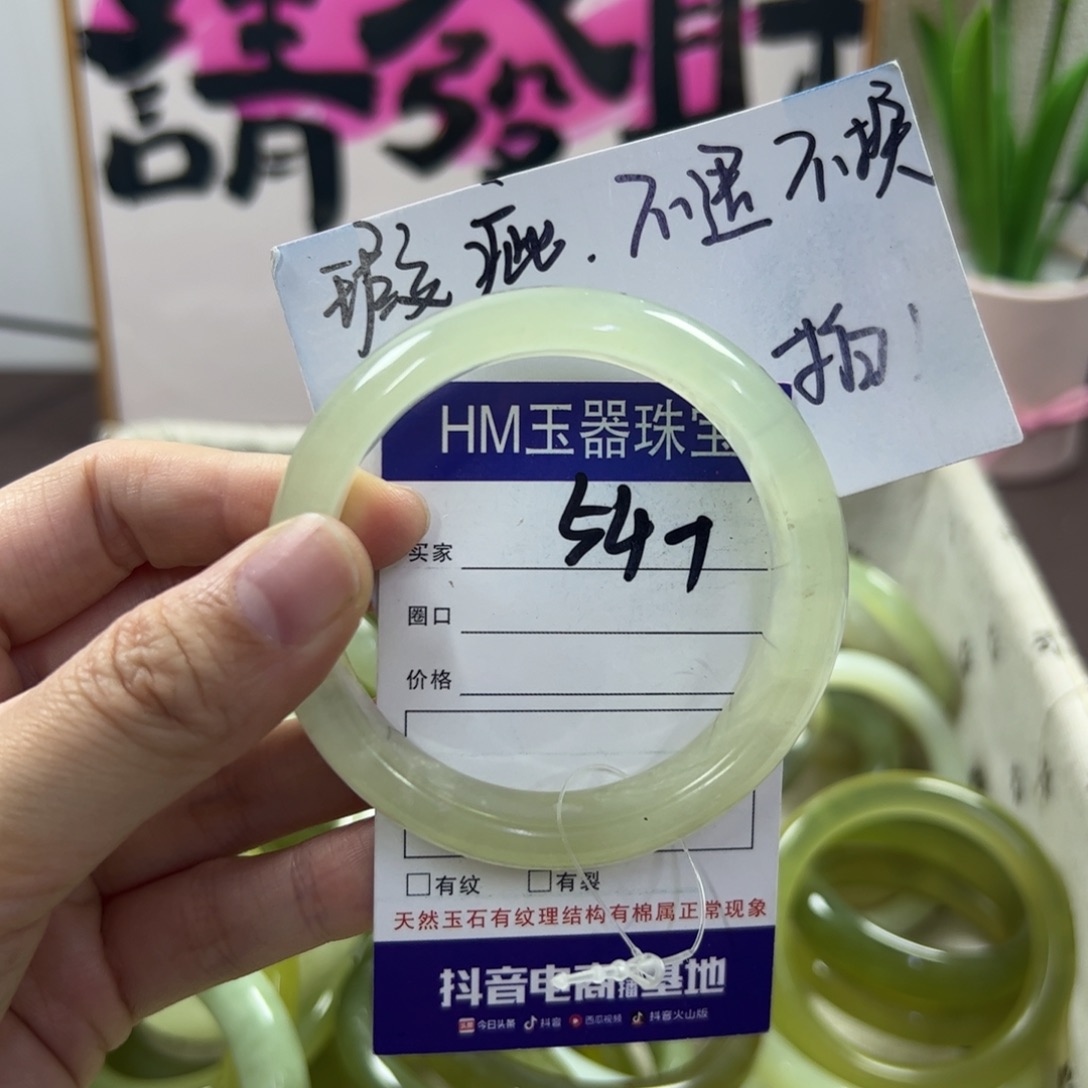 請發財
瑕疵.不退不换
拍!
HM玉器珠宝
547
买家
圈口
价格
□有纹 □有裂
天然玉石有纹理结构有棉属正常现象
抖音电商直播基地
今日头条 抖音 西瓜视频 抖音火山版